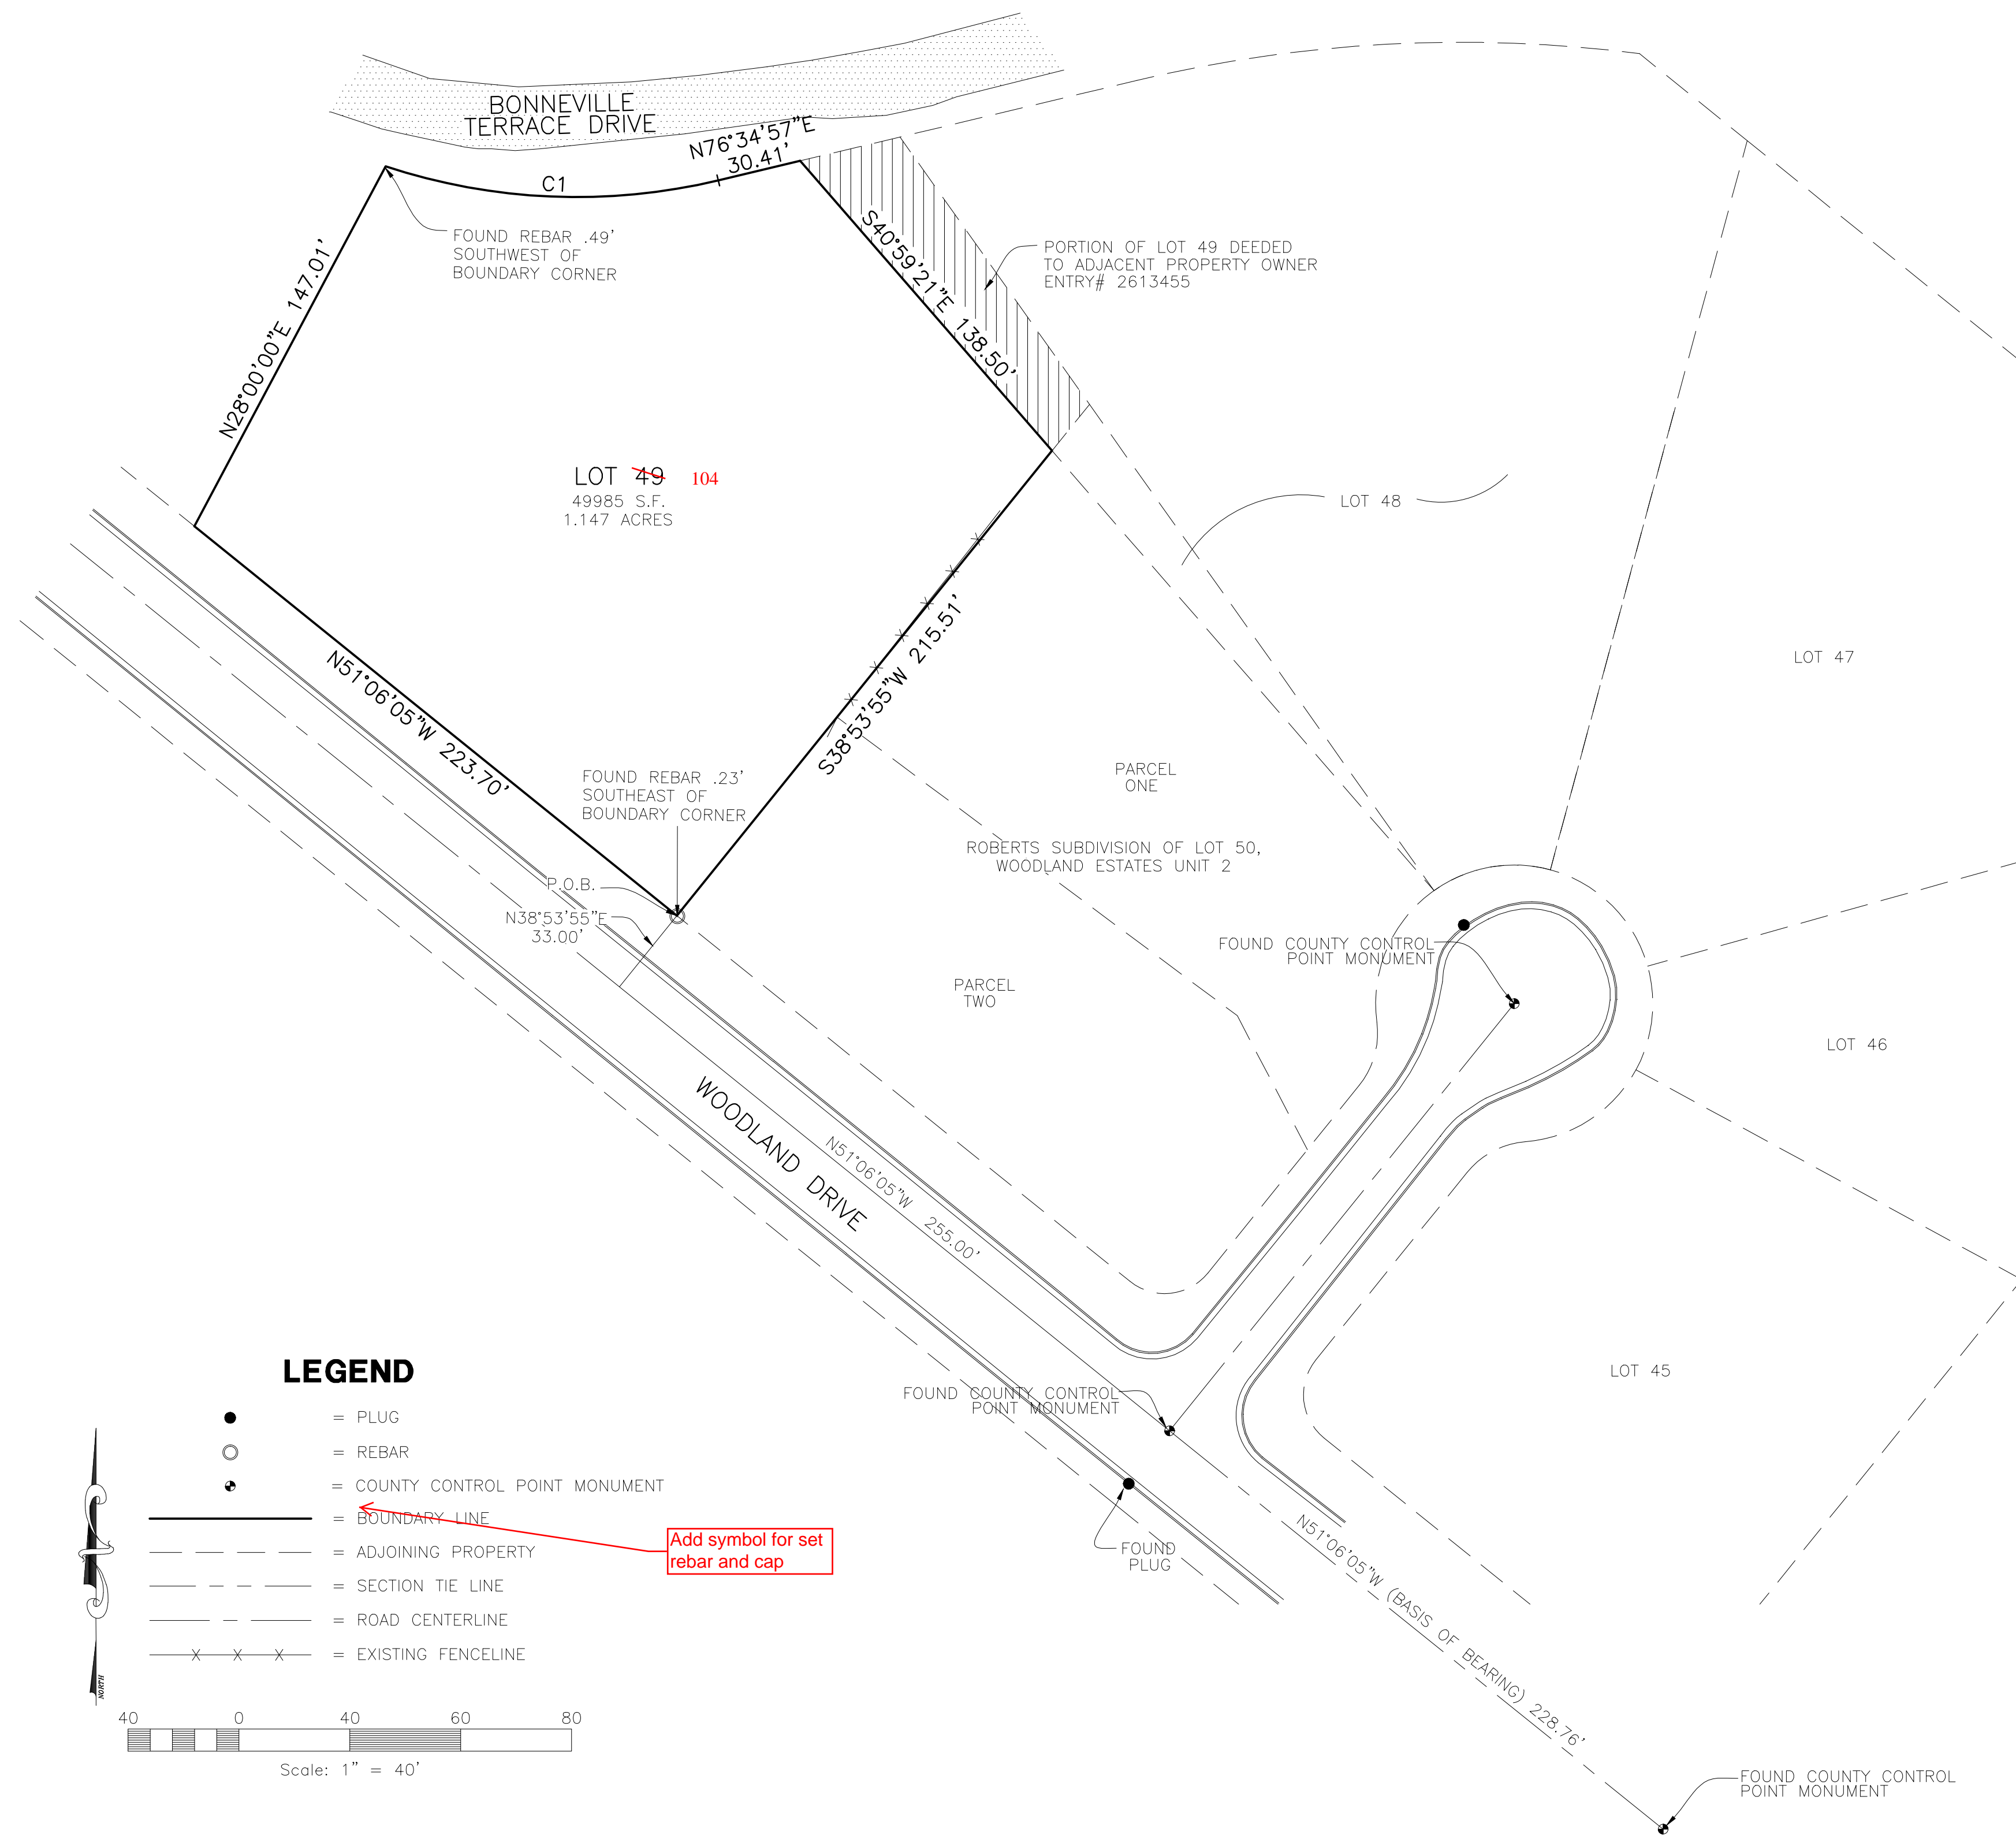 BONNEVILLE
TERRACE DRIVE
N76°34'57"E
30.41'
C1
FOUND REBAR .49'
SOUTHWEST OF
BOUNDARY CORNER
N28°00'00"E 147.01'
S40°59'21"E 138.50'
PORTION OF LOT 49 DEEDED
TO ADJACENT PROPERTY OWNER
ENTRY# 2613455
LOT 49 104
49985 S.F.
1.147 ACRES
LOT 48
LOT 47
N51°06'05"W 223.70'
S38°53'55"W 215.51'
FOUND REBAR .23'
SOUTHEAST OF
BOUNDARY CORNER
P.O.B.
N38°53'55"E
33.00'
PARCEL
ONE
ROBERTS SUBDIVISION OF LOT 50,
WOODLAND ESTATES UNIT 2
FOUND COUNTY CONTROL
POINT MONUMENT
PARCEL
TWO
LOT 46
WOODLAND DRIVE
N51°06'05"W 255.00'
LOT 45
FOUND COUNTY CONTROL
POINT MONUMENT
FOUND
PLUG
N51°06'05"W (BASIS OF BEARING) 228.76'
FOUND COUNTY CONTROL
POINT MONUMENT
LEGEND
= PLUG
= REBAR
= COUNTY CONTROL POINT MONUMENT
= BOUNDARY LINE
= ADJOINING PROPERTY
= SECTION TIE LINE
= ROAD CENTERLINE
X X X = EXISTING FENCELINE
Add symbol for set
rebar and cap
NORTH
40 0 40 60 80
Scale: 1" = 40'